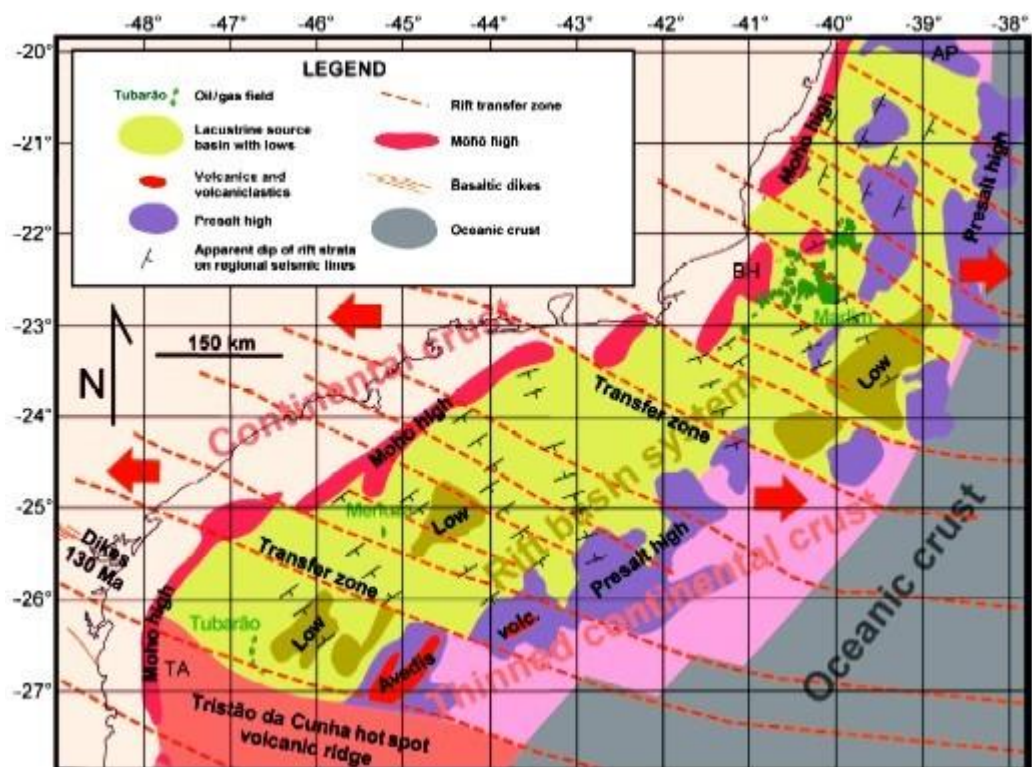 -48 -47 -46 -45 -44 -43 -42 -41 -40 -39 -38
-20°
-21°
-22°
-23°
-24°
-25°
-26°
-27°
LEGEND
Tubarão Oil/gas field
Lacustrine source
basin with lows
Volcanics and
volcaniclastics
Presalt high
Apparent dip of rift strata
on regional seismic lines
Rift transfer zone
Moho high
Basaltic dikes
Oceanic crust
AP
Moho high
Presalt high
BH
Marlim
Low
N
150 km
Continental crust*
Moho high
Transfer zone
Rift basin system
Merluza
Low
Presalt high
Thinned continental crust*
Oceanic crust
Dikes
130 Ma
Transfer zone
Moho high
Tubarão
Low
volc.
Avedis
TA
Tristão da Cunha hot spot
volcanic ridge